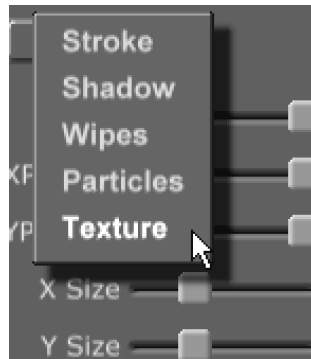 Stroke
Shadow
Wipes
Particles
Texture
X Size
Y Size